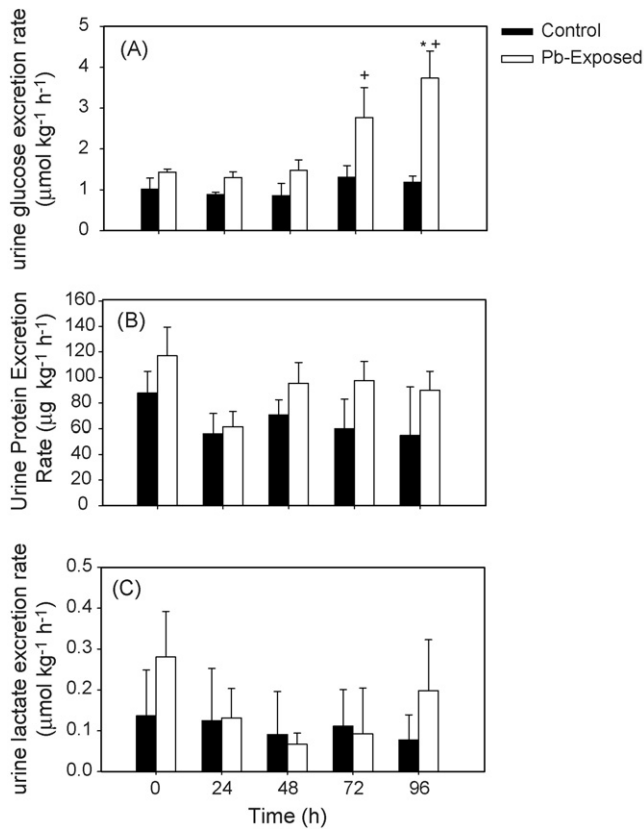 Control
Pb-Exposed
(A)
urine glucose excretion rate
(μmol kg⁻¹ h⁻¹)
5
4
3
2
1
0
+
* +
(B)
Urine Protein Excretion
Rate (μg kg⁻¹ h⁻¹)
160
140
120
100
80
60
40
20
0
(C)
urine lactate excretion rate
(μmol kg⁻¹ h⁻¹)
0.5
0.4
0.3
0.2
0.1
0.0
0 24 48 72 96
Time (h)